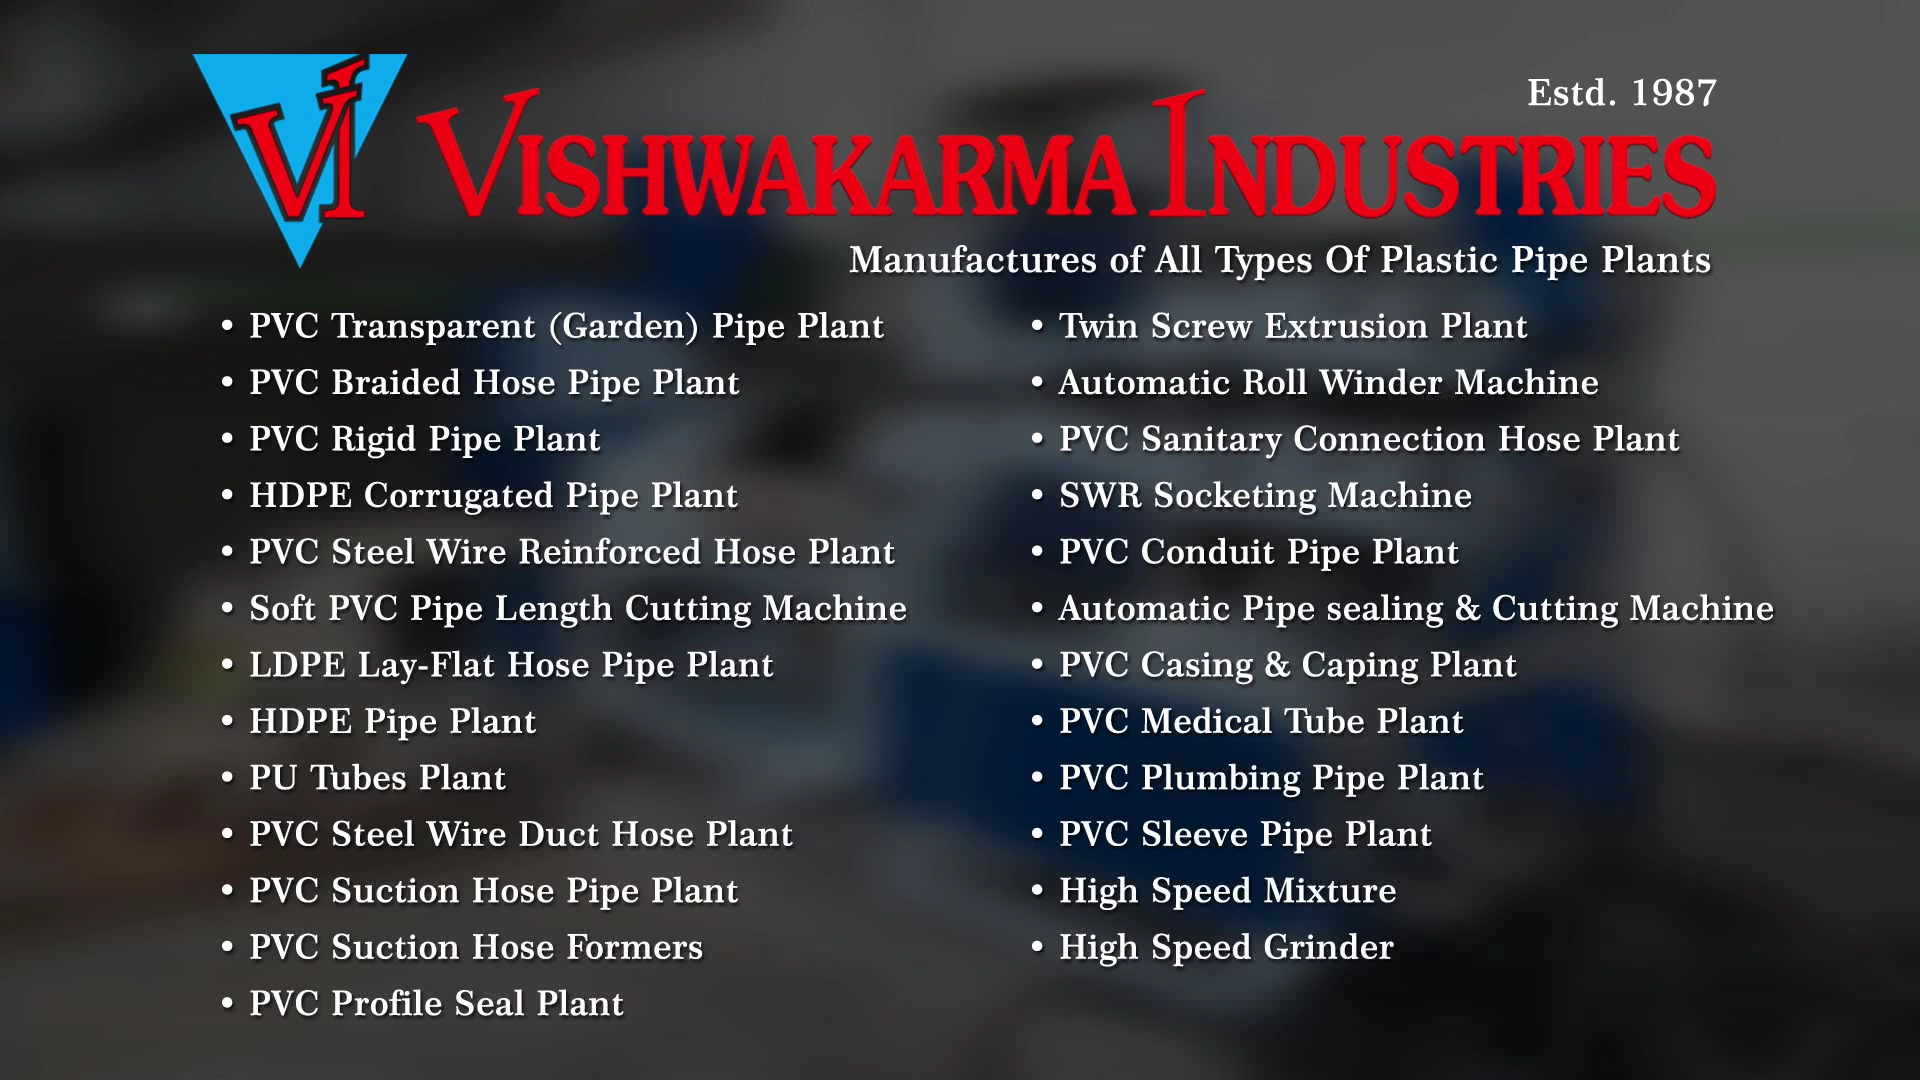 VI
Estd. 1987
VISHWAKARMA INDUSTRIES
Manufactures of All Types Of Plastic Pipe Plants
• PVC Transparent (Garden) Pipe Plant
• PVC Braided Hose Pipe Plant
• PVC Rigid Pipe Plant
• HDPE Corrugated Pipe Plant
• PVC Steel Wire Reinforced Hose Plant
• Soft PVC Pipe Length Cutting Machine
• LDPE Lay-Flat Hose Pipe Plant
• HDPE Pipe Plant
• PU Tubes Plant
• PVC Steel Wire Duct Hose Plant
• PVC Suction Hose Pipe Plant
• PVC Suction Hose Formers
• PVC Profile Seal Plant
• Twin Screw Extrusion Plant
• Automatic Roll Winder Machine
• PVC Sanitary Connection Hose Plant
• SWR Socketing Machine
• PVC Conduit Pipe Plant
• Automatic Pipe sealing & Cutting Machine
• PVC Casing & Caping Plant
• PVC Medical Tube Plant
• PVC Plumbing Pipe Plant
• PVC Sleeve Pipe Plant
• High Speed Mixture
• High Speed Grinder